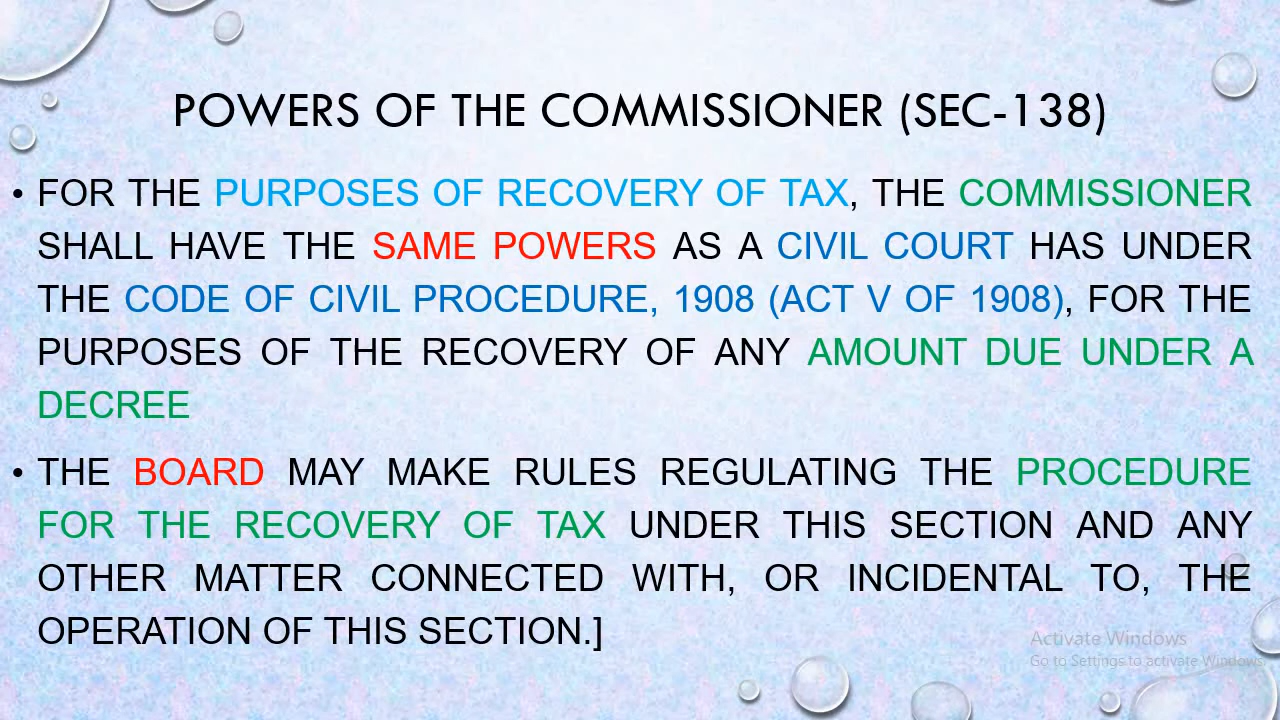 POWERS OF THE COMMISSIONER (SEC-138)
• FOR THE PURPOSES OF RECOVERY OF TAX, THE COMMISSIONER
SHALL HAVE THE SAME POWERS AS A CIVIL COURT HAS UNDER
THE CODE OF CIVIL PROCEDURE, 1908 (ACT V OF 1908), FOR THE
PURPOSES OF THE RECOVERY OF ANY AMOUNT DUE UNDER A
DECREE
• THE BOARD MAY MAKE RULES REGULATING THE PROCEDURE
FOR THE RECOVERY OF TAX UNDER THIS SECTION AND ANY
OTHER MATTER CONNECTED WITH, OR INCIDENTAL TO, THE
OPERATION OF THIS SECTION.]
Activate Windows
Go to Settings to activate Windows.